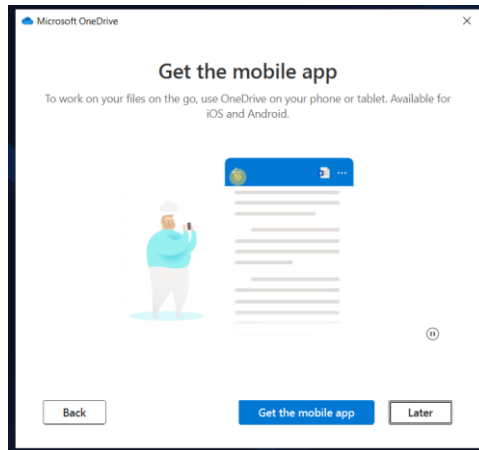 Microsoft OneDrive
Get the mobile app
To work on your files on the go, use OneDrive on your phone or tablet. Available for
iOS and Android.
Back
Get the mobile app
Later